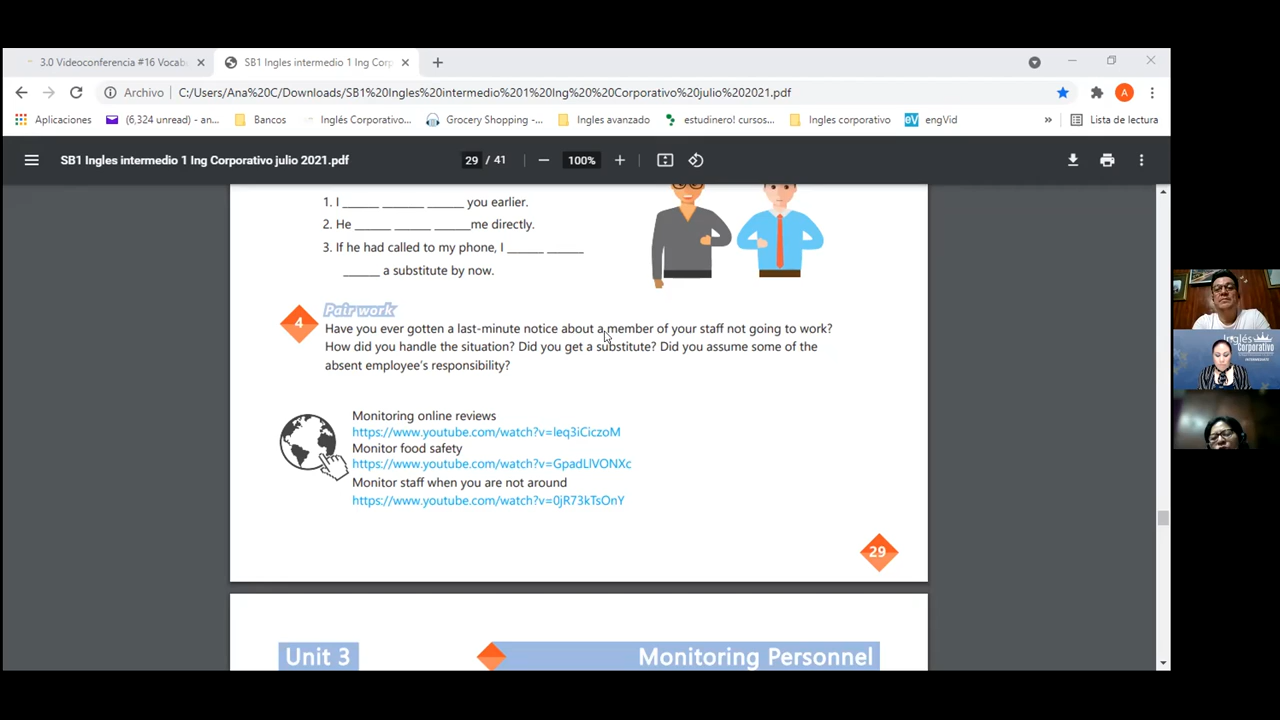 3.0 Videoconferencia #16 Vocab
SB1 Ingles intermedio 1 Ing Corp
Archivo
C:/Users/Ana%20C/Downloads/SB1%20Ingles%20intermedio%201%20Ing%20%20Corporativo%20julio%202021.pdf
A
Aplicaciones
(6,324 unread) - an...
Bancos
Inglés Corporativo...
Grocery Shopping -...
Ingles avanzado
estudinero! cursos...
Ingles corporativo
eV
engVid
»
Lista de lectura
SB1 Ingles intermedio 1 Ing Corporativo julio 2021.pdf
29 / 41
100%
1. I ______ _______ ______ you earlier.
2. He _____ ______ ______me directly.
3. If he had called to my phone, I ______ ______
______ a substitute by now.
4
Pair work
Have you ever gotten a last-minute notice about a member of your staff not going to work?
How did you handle the situation? Did you get a substitute? Did you assume some of the
absent employee's responsibility?
Monitoring online reviews
https://www.youtube.com/watch?v=leq3iCiczoM
Monitor food safety
https://www.youtube.com/watch?v=GpadLlVONXc
Monitor staff when you are not around
https://www.youtube.com/watch?v=0jR73kTsOnY
29
Unit 3
Monitoring Personnel
Inglés
Corporativo